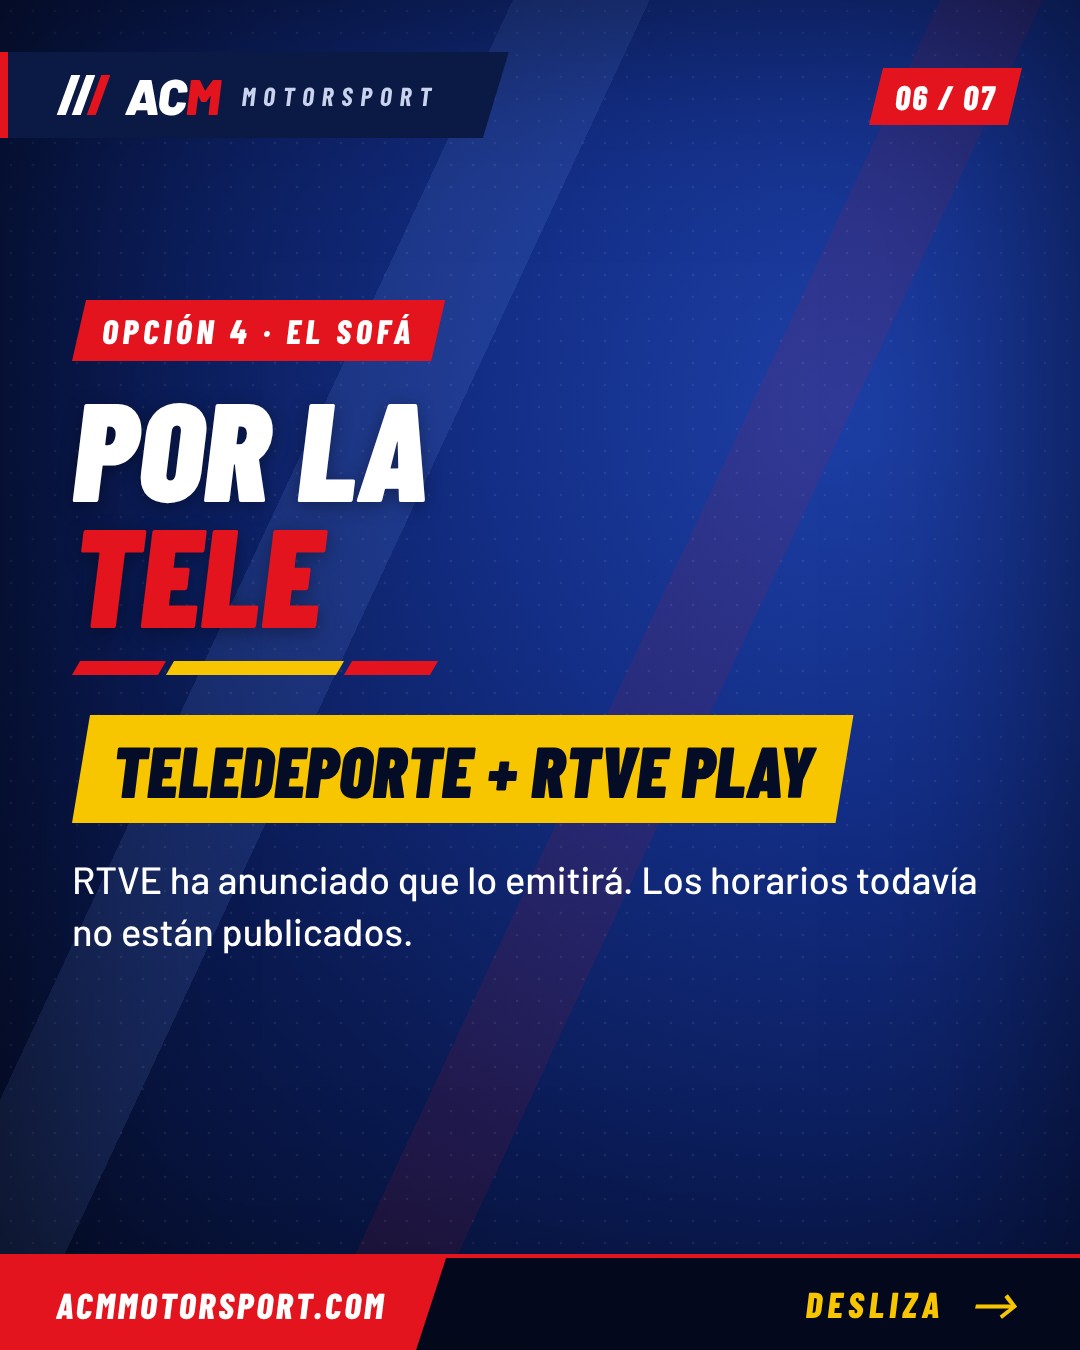 ACM MOTORSPORT
06 / 07
OPCIÓN 4 · EL SOFÁ
POR LA
TELE
TELEDEPORTE + RTVE PLAY
RTVE ha anunciado que lo emitirá. Los horarios todavía
no están publicados.
ACMMOTORSPORT.COM
DESLIZA →